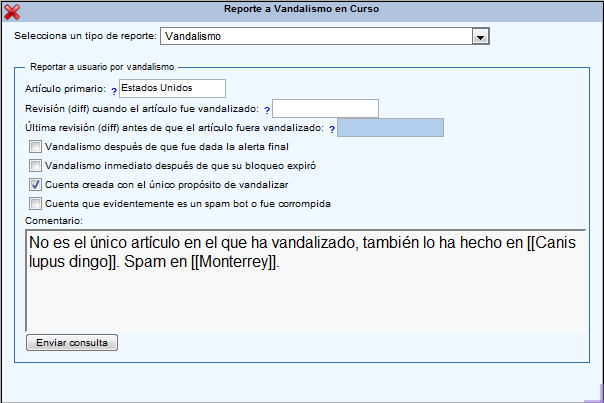 Reporte a Vandalismo en Curso
Selecciona un tipo de reporte: Vandalismo
Reportar a usuario por vandalismo
Artículo primario: ? Estados Unidos
Revisión (diff) cuando el artículo fue vandalizado: ?
Última revisión (diff) antes de que el artículo fuera vandalizado: ?
Vandalismo después de que fue dada la alerta final
Vandalismo inmediato después de que su bloqueo expiró
Cuenta creada con el único propósito de vandalizar
Cuenta que evidentemente es un spam bot o fue corrompida
Comentario:
No es el único artículo en el que ha vandalizado, también lo ha hecho en [[Canis
lupus dingo]]. Spam en [[Monterrey]].
Enviar consulta